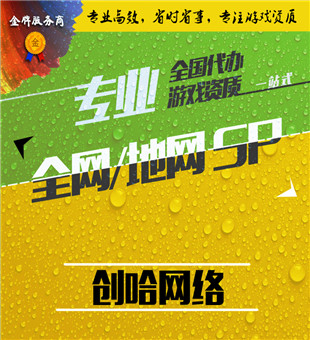 金牌服务商
金
专业高效，省时省事，专注游戏资质
专业
全国代办
游戏资质
一站式
全网/地网SP
创哈网络